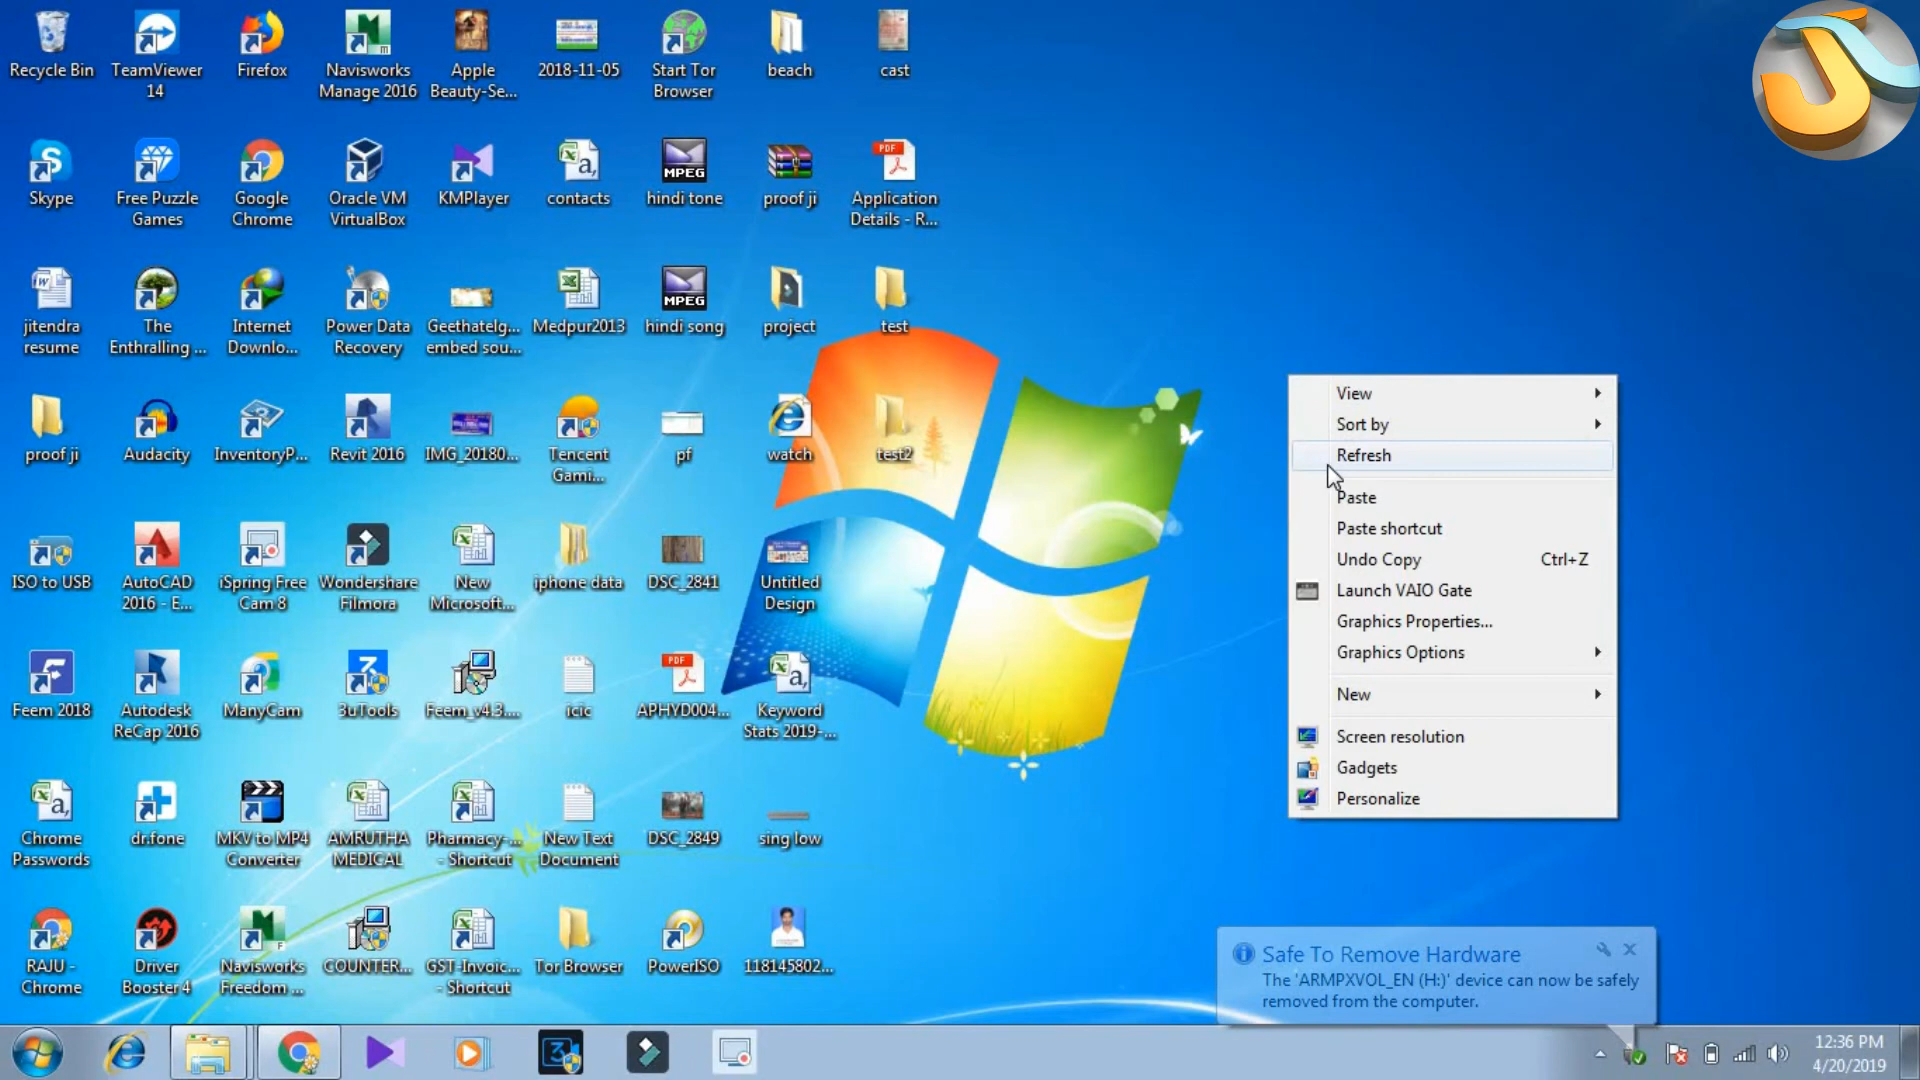 Recycle Bin
TeamViewer
14
Firefox
Navisworks
Manage 2016
Apple
Beauty-Se...
2018-11-05
Start Tor
Browser
beach
cast
Skype
Free Puzzle
Games
Google
Chrome
Oracle VM
VirtualBox
KMPlayer
contacts
MPEG
hindi tone
proof ji
PDF
Application
Details - R...
jitendra
resume
The
Enthralling ...
Internet
Downlo...
Power Data
Recovery
Geethatelg...
embed sou...
Medpur2013
MPEG
hindi song
project
test
proof ji
Audacity
InventoryP...
Revit 2016
IMG_20180...
Tencent
Gami...
pf
watch
test2
ISO to USB
AutoCAD
2016 - E...
iSpring Free
Cam 8
Wondershare
Filmora
New
Microsoft...
iphone data
DSC_2841
Untitled
Design
Feem 2018
Autodesk
ReCap 2016
ManyCam
3uTools
Feem_v4.3....
icic
PDF
APHYD004...
Keyword
Stats 2019-...
Chrome
Passwords
dr.fone
MKV to MP4
Converter
AMRUTHA
MEDICAL
Pharmacy-...
- Shortcut
New Text
Document
DSC_2849
sing low
RAJU -
Chrome
Driver
Booster 4
Navisworks
Freedom ...
COUNTER...
GST-Invoic...
- Shortcut
Tor Browser
PowerISO
118145802...
View
Sort by
Refresh
Paste
Paste shortcut
Undo Copy Ctrl+Z
Launch VAIO Gate
Graphics Properties...
Graphics Options
New
Screen resolution
Gadgets
Personalize
Safe To Remove Hardware
The 'ARMPXVOL_EN (H:)' device can now be safely
removed from the computer.
12:36 PM
4/20/2019